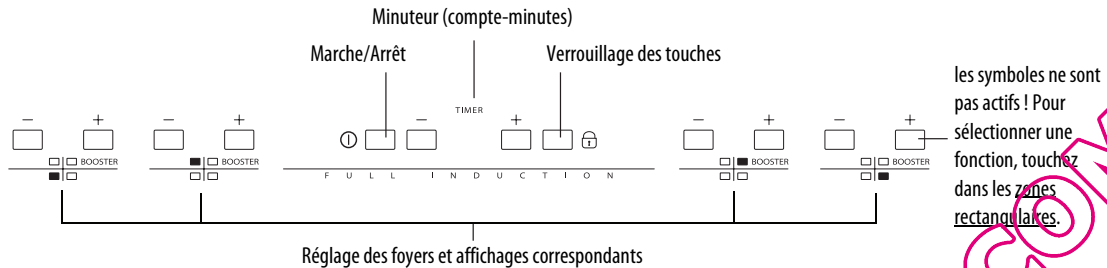 Minuteur (compte-minutes)
Marche/Arrêt
Verrouillage des touches
les symboles ne sont
pas actifs ! Pour
sélectionner une
fonction, touchez
dans les zones
rectangulaires.
TIMER
− + − + − + − + − +
BOOSTER BOOSTER BOOSTER BOOSTER
FULL INDUCTION
Réglage des foyers et affichages correspondants
COM